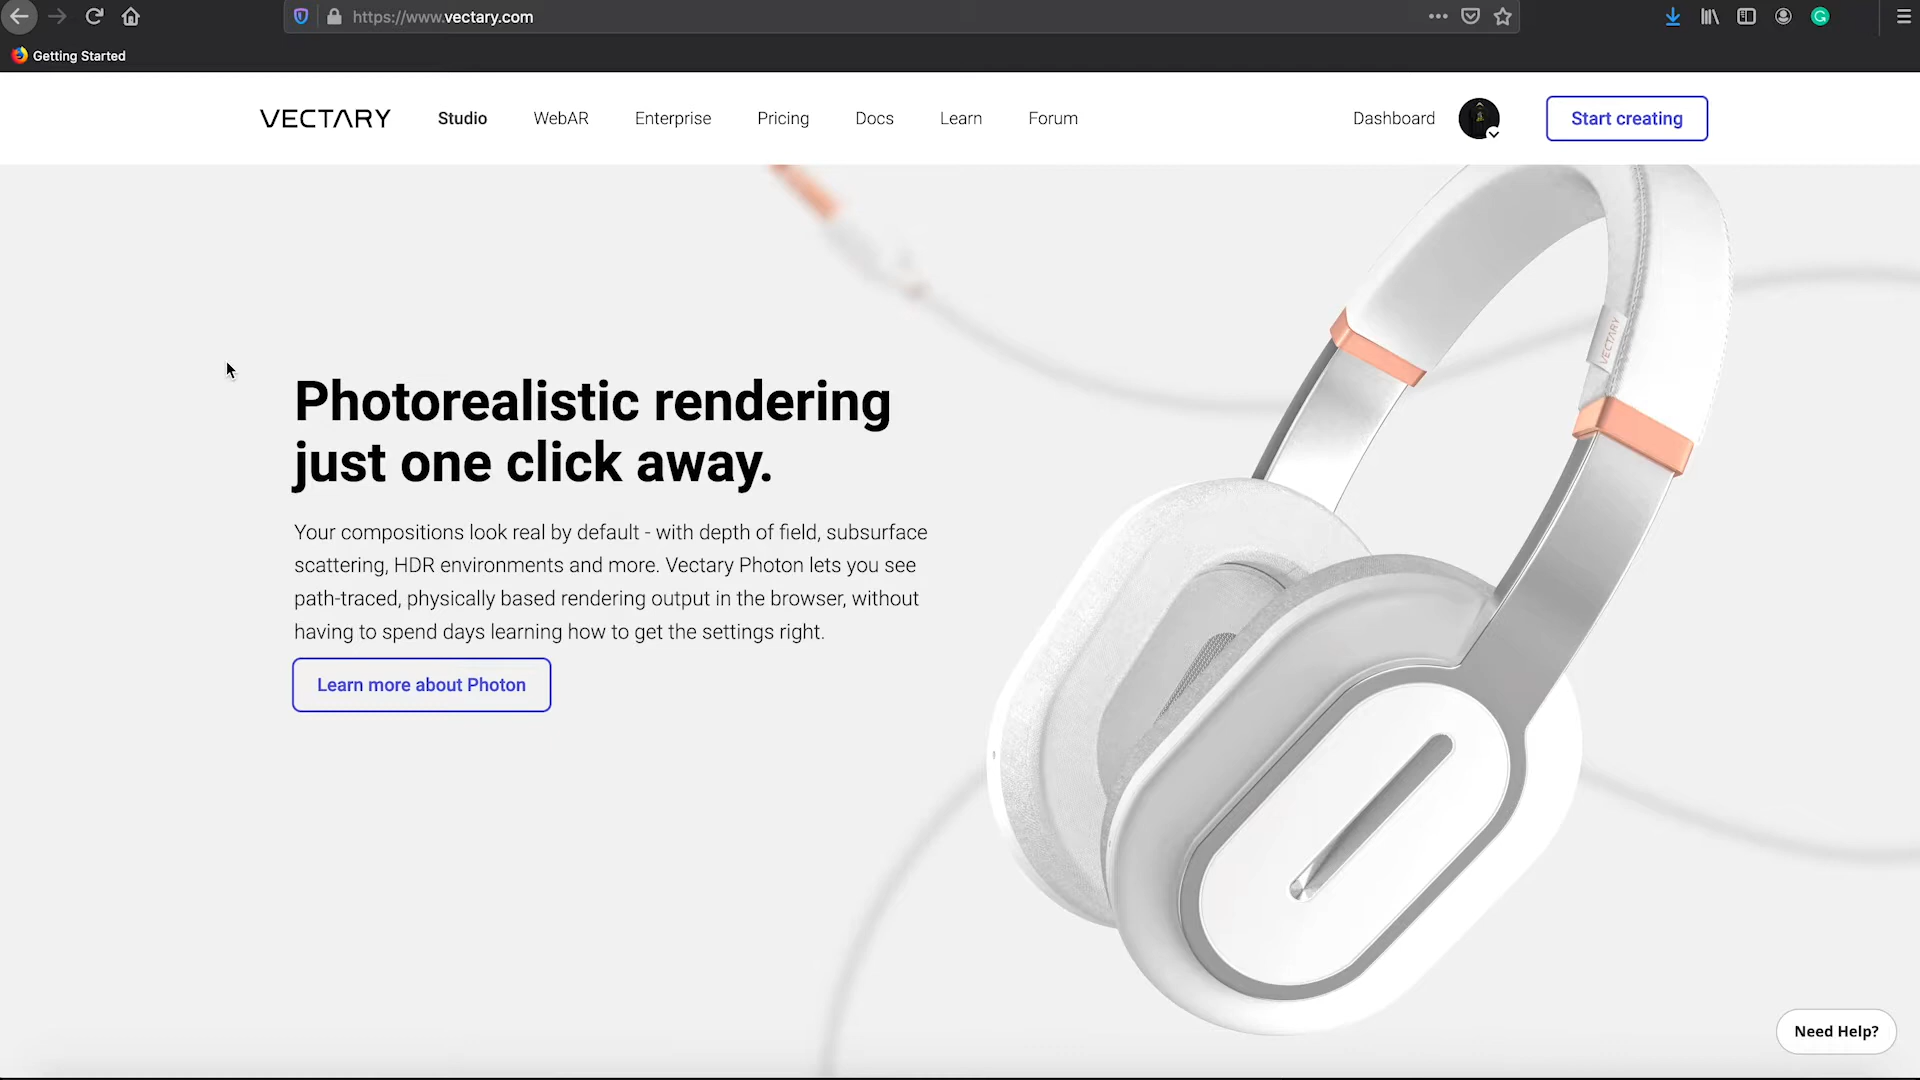 https://www.vectary.com
Getting Started
VECTARY
Studio
WebAR
Enterprise
Pricing
Docs
Learn
Forum
Dashboard
Start creating
VECTARY
Photorealistic rendering
just one click away.
Your compositions look real by default - with depth of field, subsurface
scattering, HDR environments and more. Vectary Photon lets you see
path-traced, physically based rendering output in the browser, without
having to spend days learning how to get the settings right.
Learn more about Photon
Need Help?